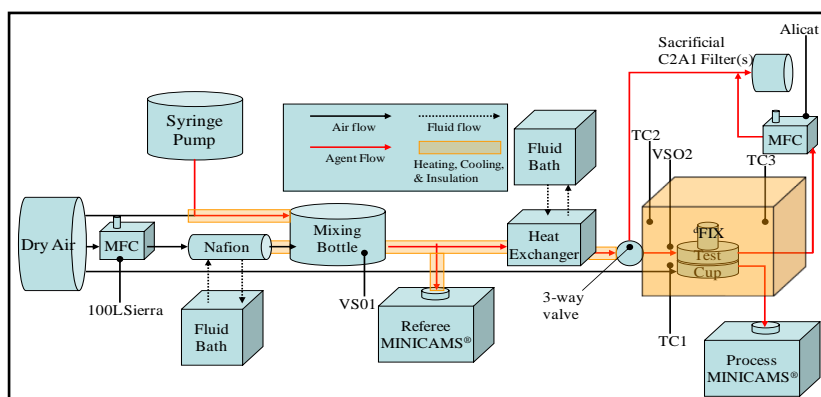 Alicat
Sacrificial
C2A1 Filter(s)
Syringe
Pump
Air flow
Fluid flow
Agent Flow
Heating, Cooling,
& Insulation
Fluid
Bath
MFC
TC2
VSO2
TC3
Dry Air
MFC
Nafion
Mixing
Bottle
Heat
Exchanger
dFIX
Test
Cup
100LSierra
VS01
3-way
valve
TC1
Fluid
Bath
Referee
MINICAMS®
Process
MINICAMS®